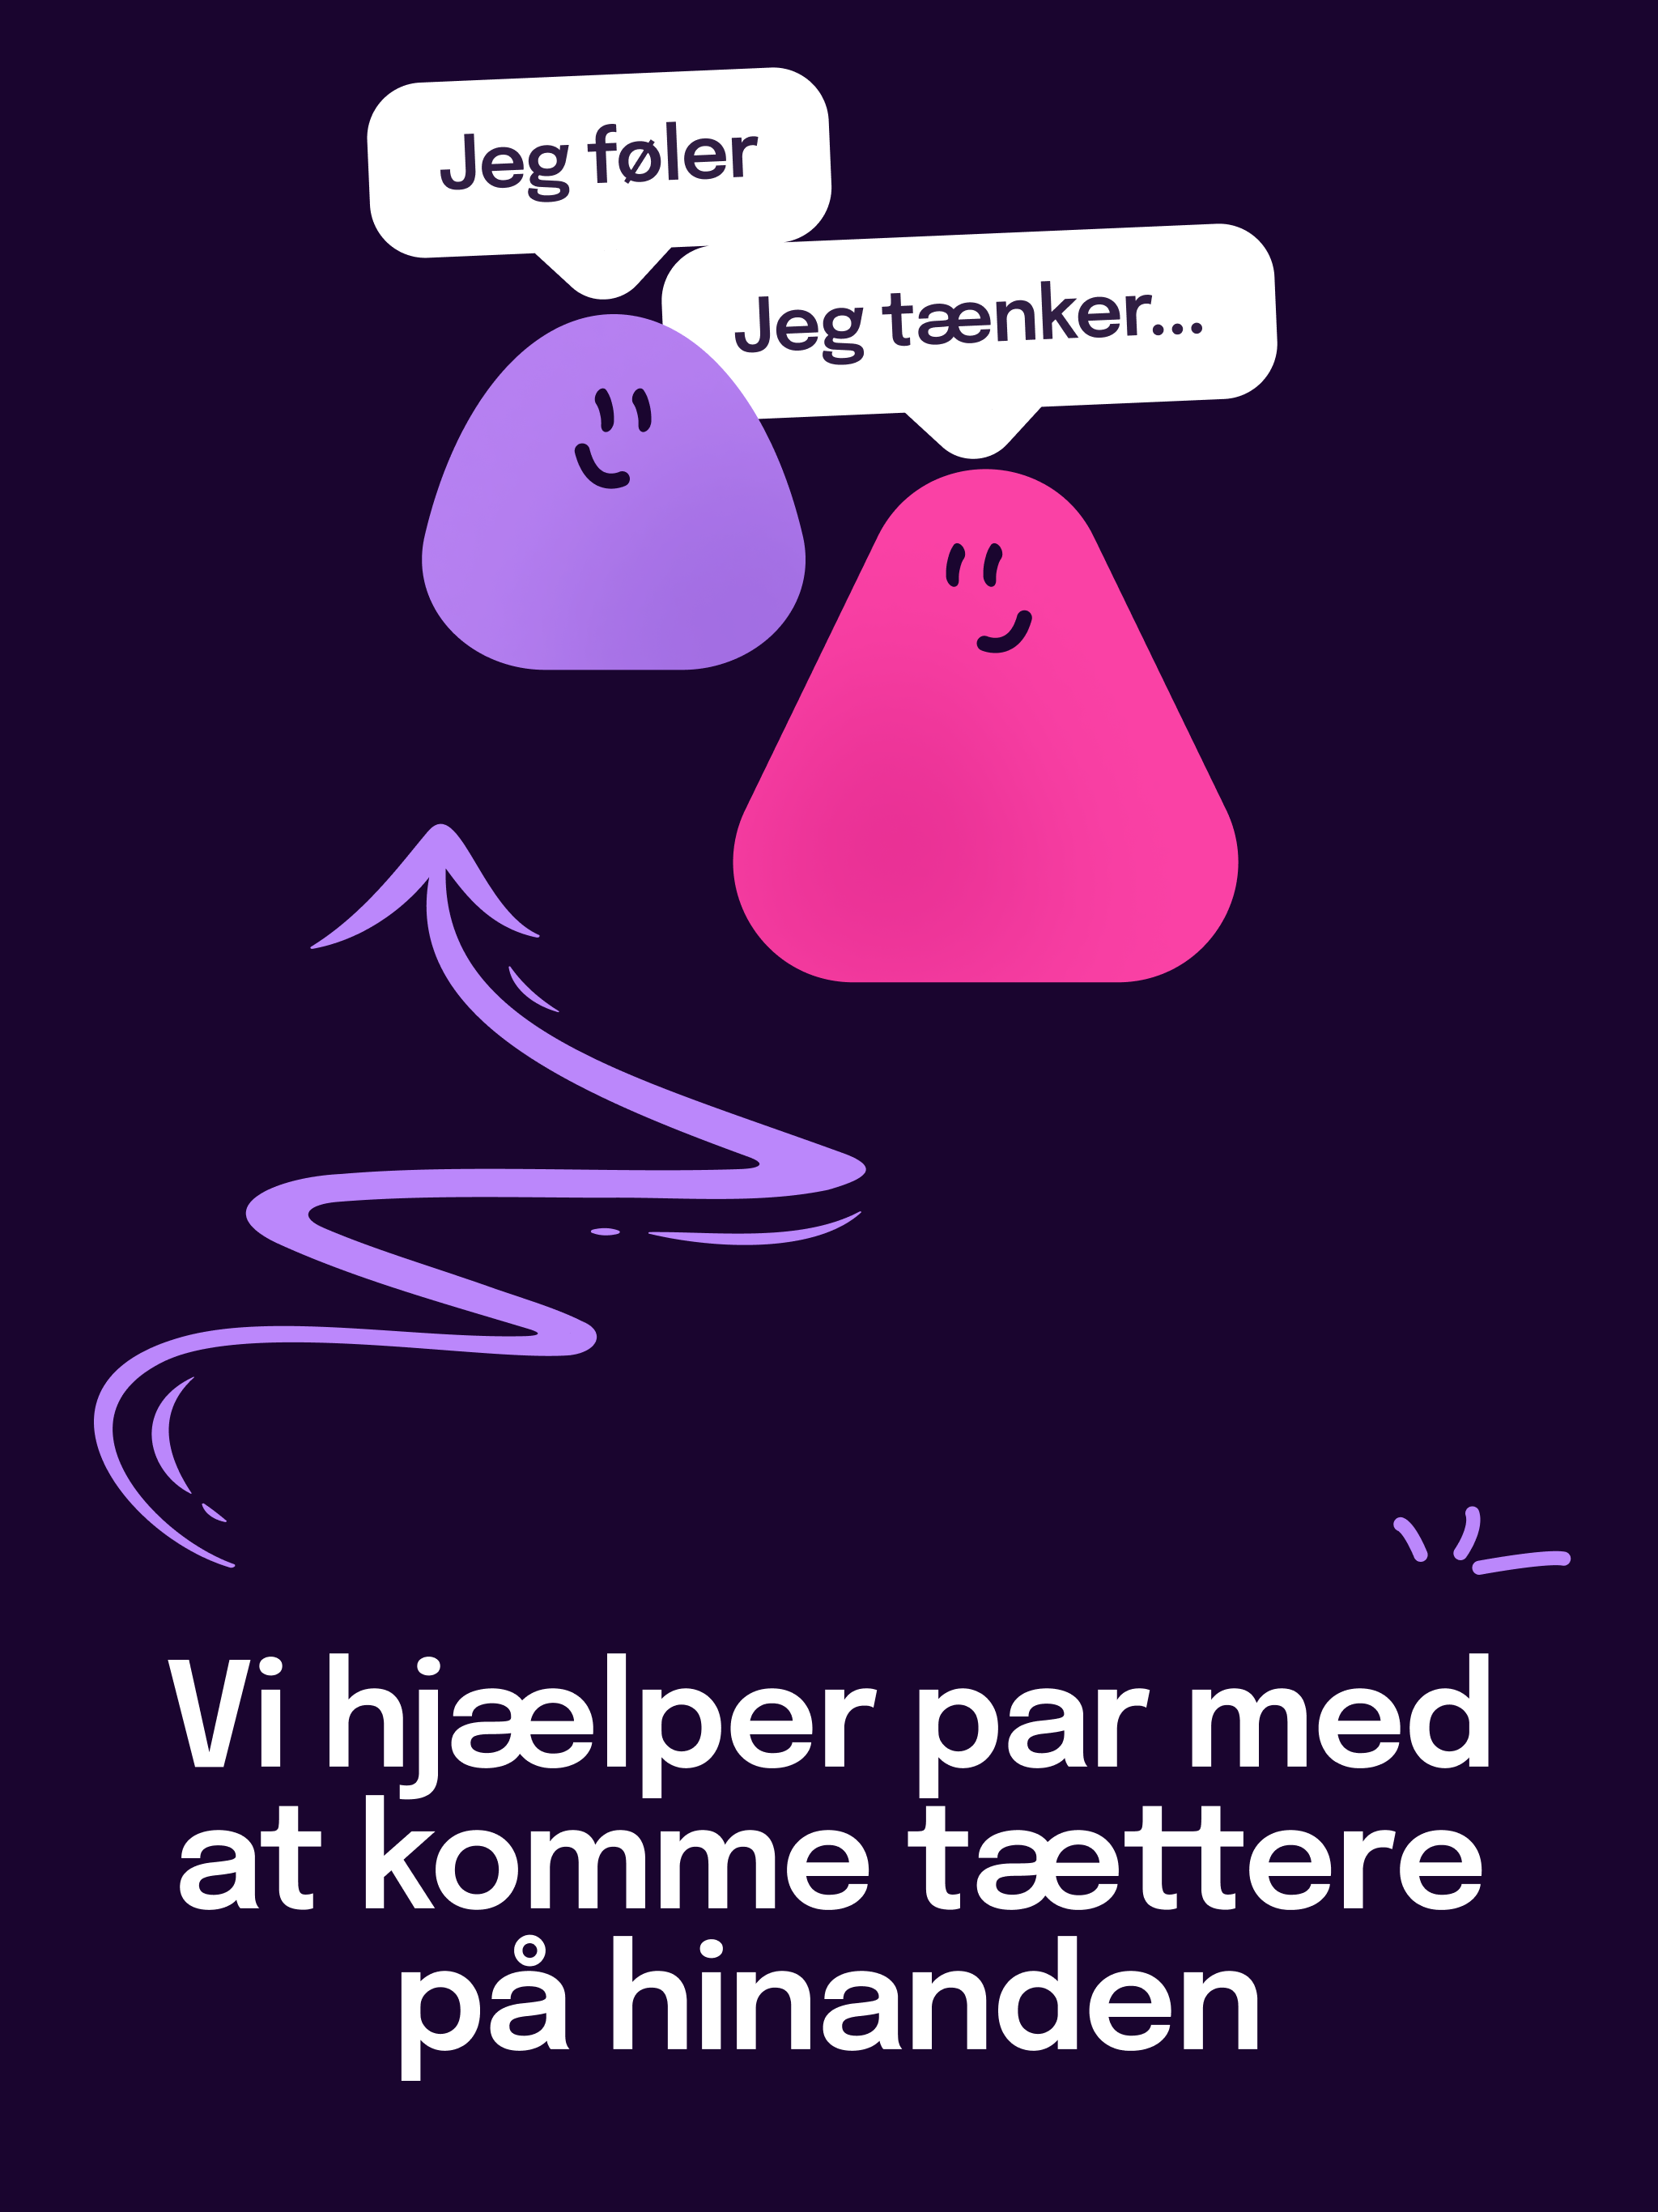 Jeg føler
Jeg tænker...
Vi hjælper par med
at komme tættere
på hinanden